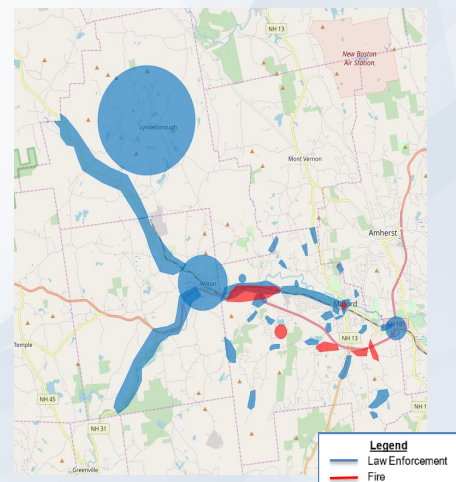 NH 13
New Boston
Air Station
Lyndeborough
Mont Vernon
Amherst
Wilton
Milford
NH 101
NH 13
Temple
NH 45
NH 31
NH 1
Greenville
Legend
Law Enforcement
Fire